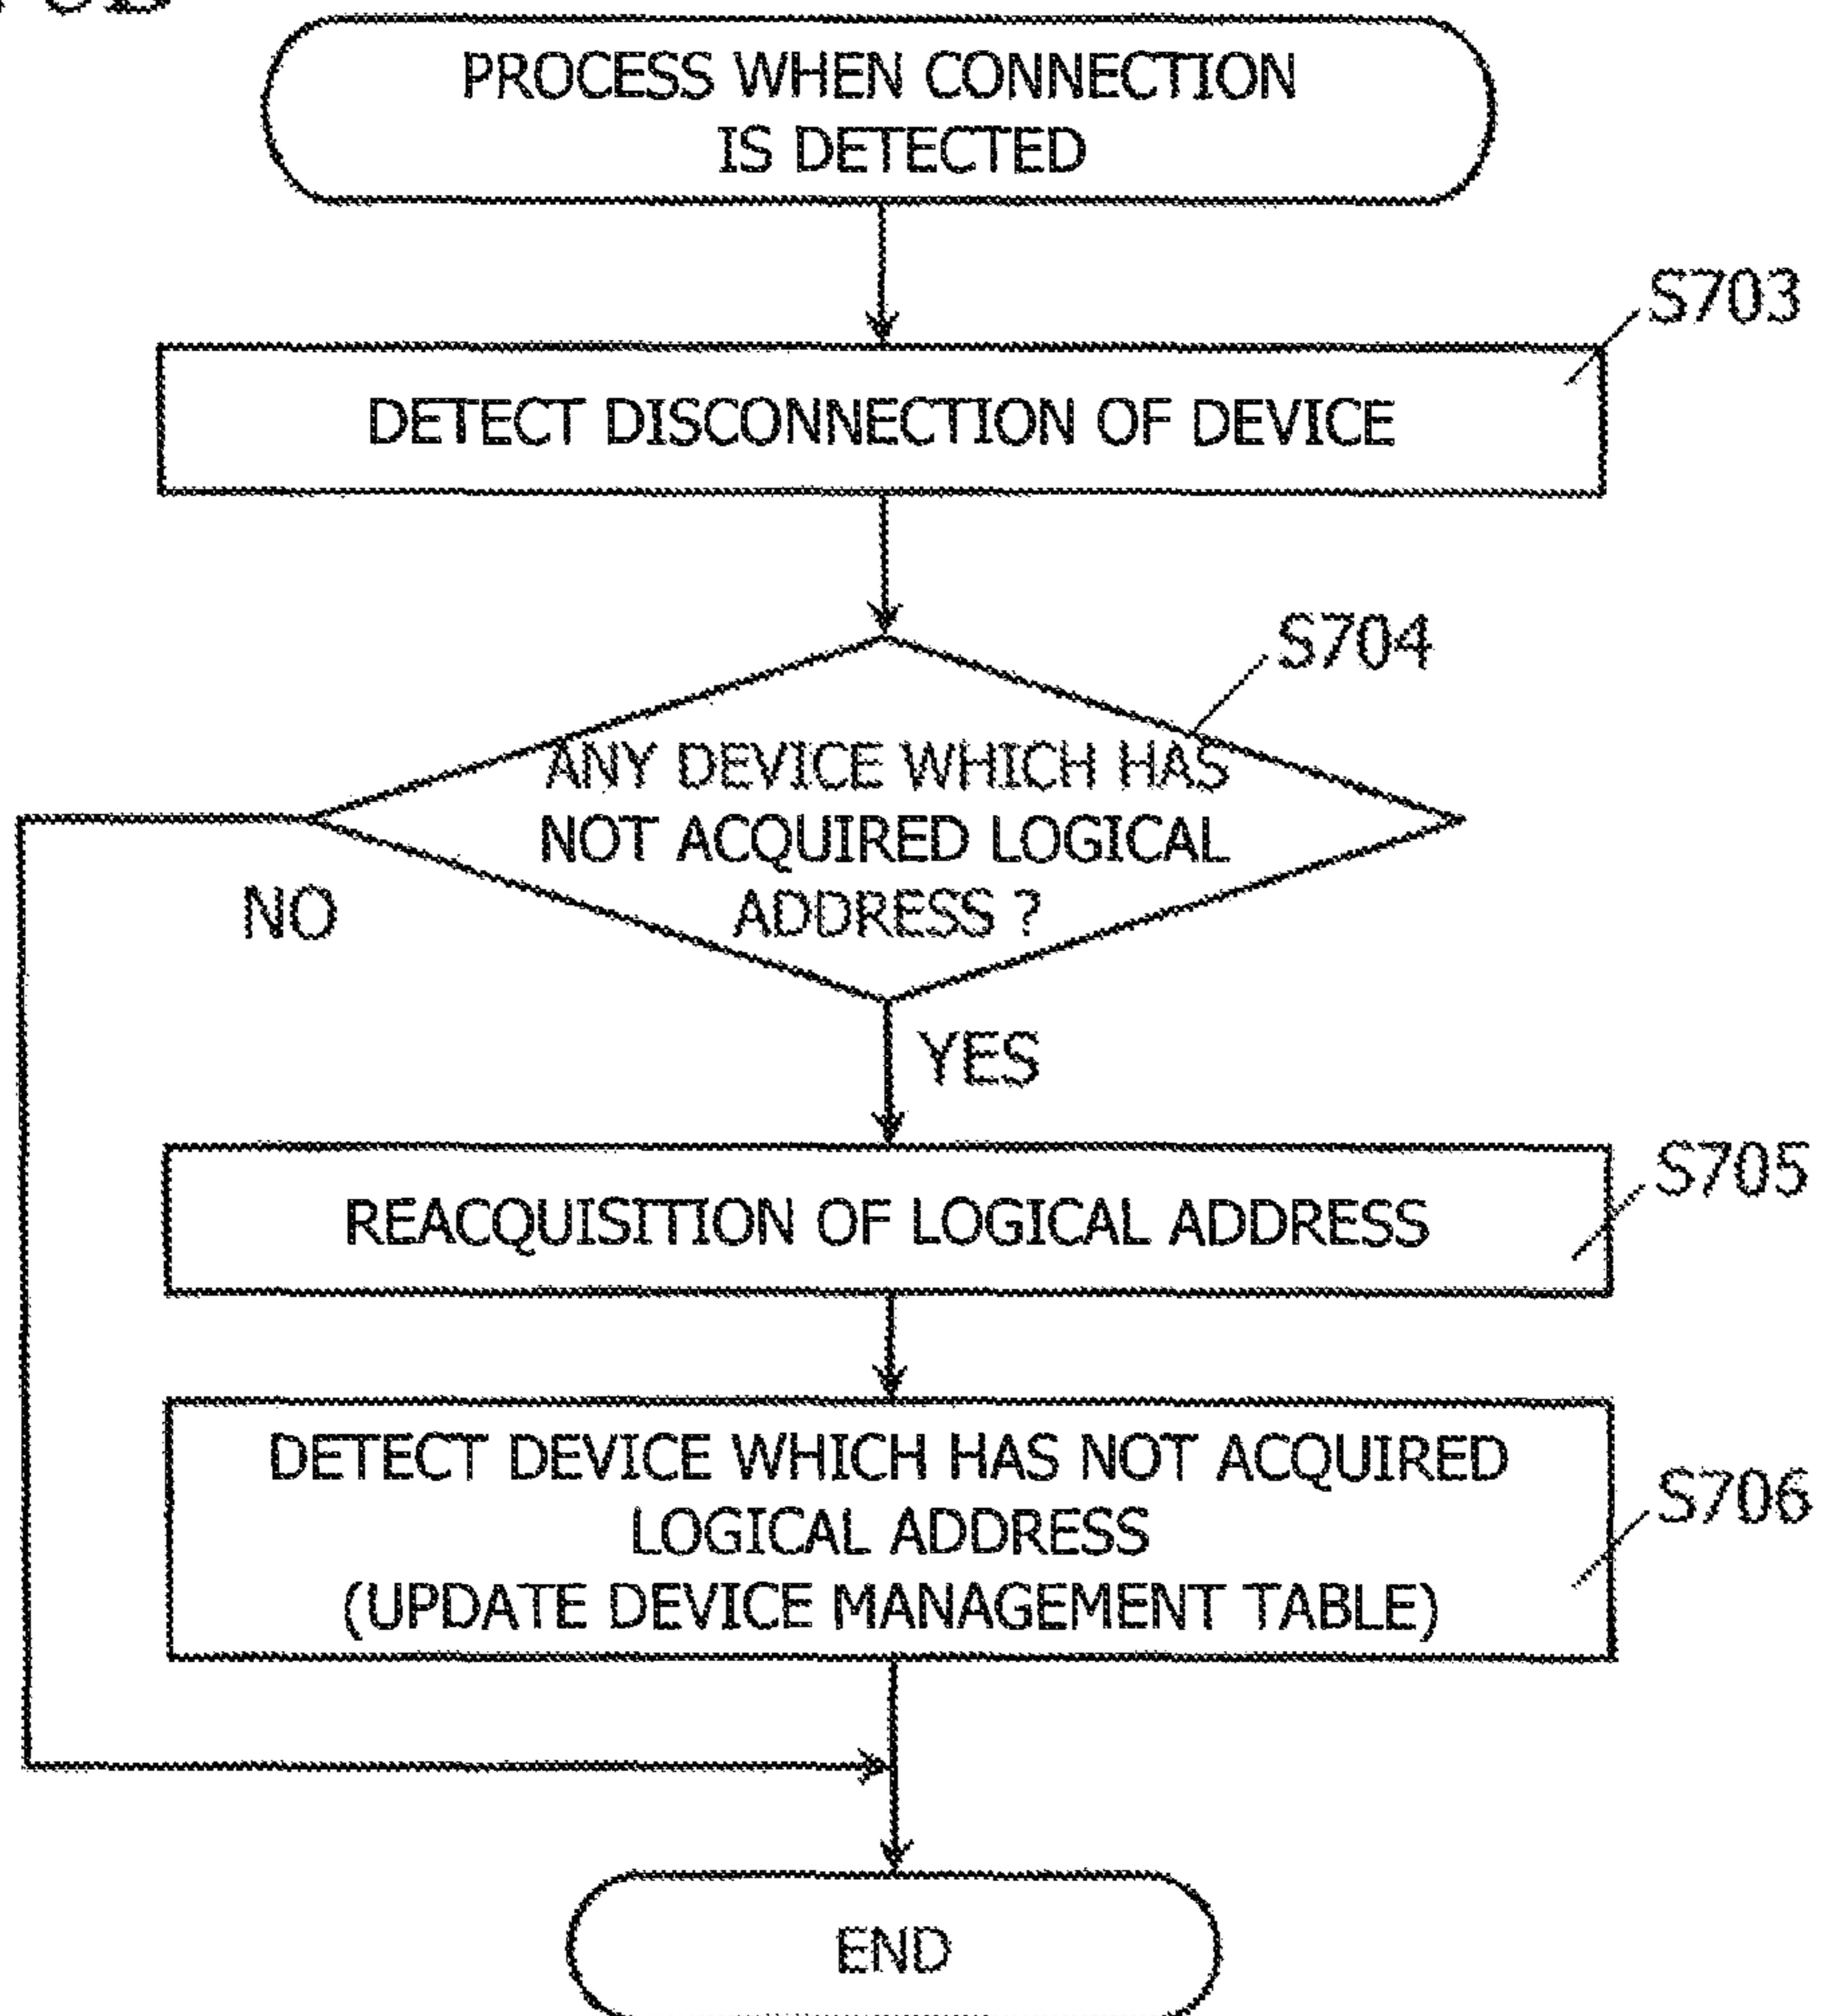 PROCESS WHEN CONNECTION
IS DETECTED
S703
DETECT DISCONNECTION OF DEVICE
S704
ANY DEVICE WHICH HAS
NOT ACQUIRED LOGICAL
ADDRESS ?
NO
YES
S705
REACQUISITION OF LOGICAL ADDRESS
DETECT DEVICE WHICH HAS NOT ACQUIRED
LOGICAL ADDRESS
(UPDATE DEVICE MANAGEMENT TABLE)
S706
END